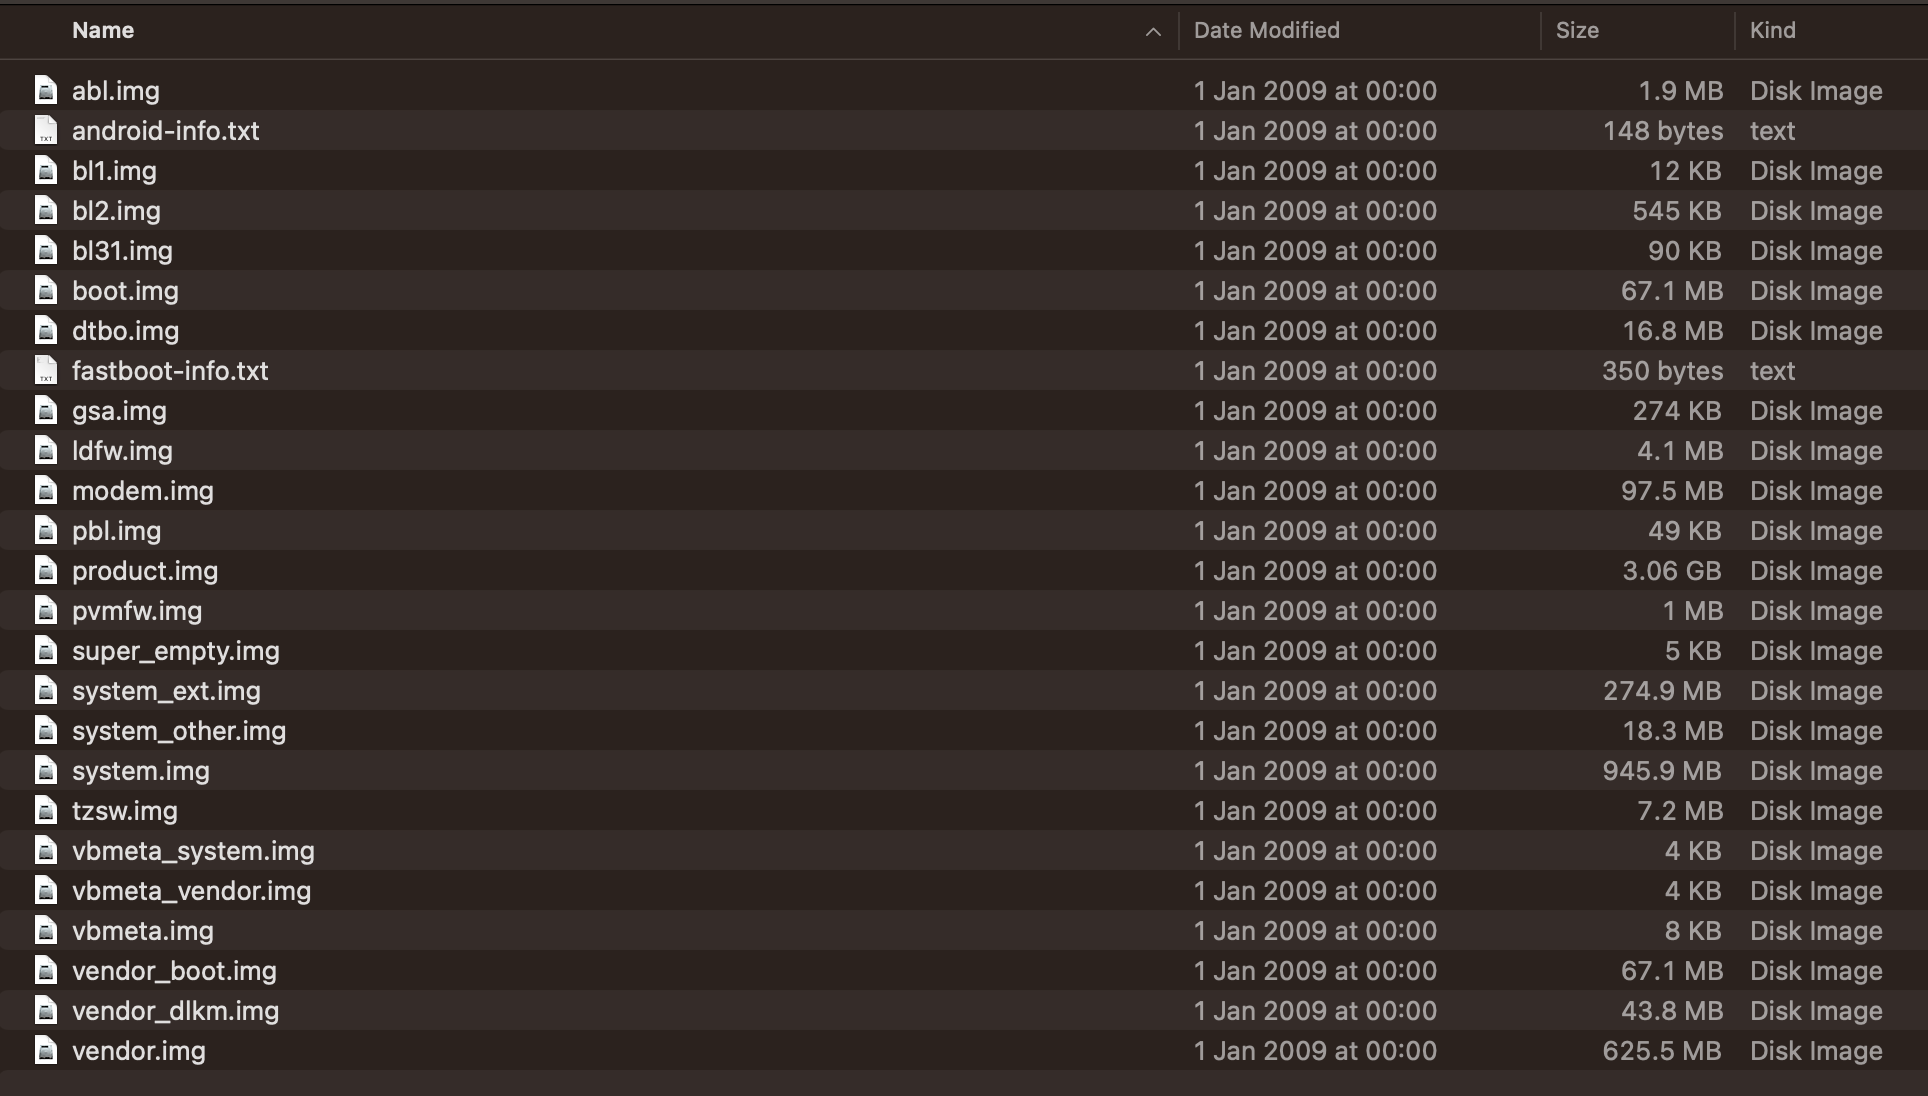 Name Date Modified Size Kind
abl.img 1 Jan 2009 at 00:00 1.9 MB Disk Image
android-info.txt 1 Jan 2009 at 00:00 148 bytes text
bl1.img 1 Jan 2009 at 00:00 12 KB Disk Image
bl2.img 1 Jan 2009 at 00:00 545 KB Disk Image
bl31.img 1 Jan 2009 at 00:00 90 KB Disk Image
boot.img 1 Jan 2009 at 00:00 67.1 MB Disk Image
dtbo.img 1 Jan 2009 at 00:00 16.8 MB Disk Image
fastboot-info.txt 1 Jan 2009 at 00:00 350 bytes text
gsa.img 1 Jan 2009 at 00:00 274 KB Disk Image
ldfw.img 1 Jan 2009 at 00:00 4.1 MB Disk Image
modem.img 1 Jan 2009 at 00:00 97.5 MB Disk Image
pbl.img 1 Jan 2009 at 00:00 49 KB Disk Image
product.img 1 Jan 2009 at 00:00 3.06 GB Disk Image
pvmfw.img 1 Jan 2009 at 00:00 1 MB Disk Image
super_empty.img 1 Jan 2009 at 00:00 5 KB Disk Image
system_ext.img 1 Jan 2009 at 00:00 274.9 MB Disk Image
system_other.img 1 Jan 2009 at 00:00 18.3 MB Disk Image
system.img 1 Jan 2009 at 00:00 945.9 MB Disk Image
tzsw.img 1 Jan 2009 at 00:00 7.2 MB Disk Image
vbmeta_system.img 1 Jan 2009 at 00:00 4 KB Disk Image
vbmeta_vendor.img 1 Jan 2009 at 00:00 4 KB Disk Image
vbmeta.img 1 Jan 2009 at 00:00 8 KB Disk Image
vendor_boot.img 1 Jan 2009 at 00:00 67.1 MB Disk Image
vendor_dlkm.img 1 Jan 2009 at 00:00 43.8 MB Disk Image
vendor.img 1 Jan 2009 at 00:00 625.5 MB Disk Image